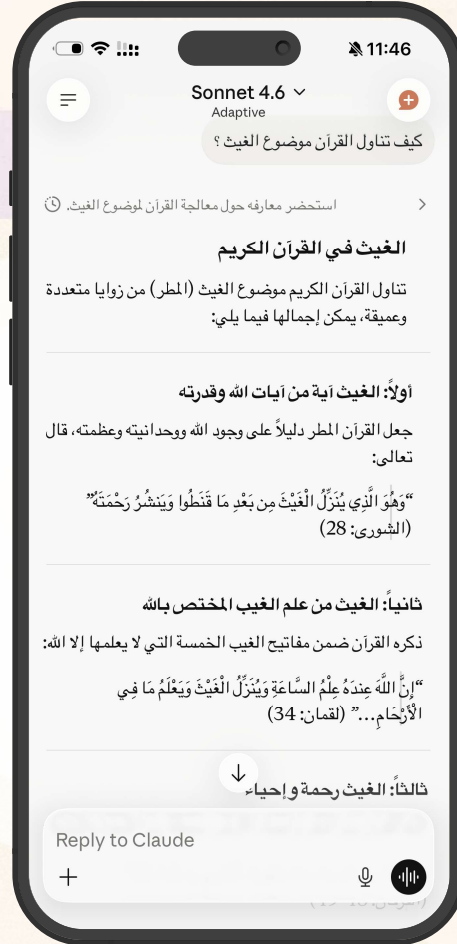 11:46
Sonnet 4.6
Adaptive
كيف تناول القرآن موضوع الغيث ؟
استحضر معارفه حول معالجة القرآن لموضوع الغيث.
الغيث في القرآن الكريم
تناول القرآن الكريم موضوع الغيث (المطر) من زوايا متعددة
وعميقة، يمكن إجمالها فيما يلي:
أولاً: الغيث آية من آيات الله وقدرته
جعل القرآن المطر دليلاً على وجود الله ووحدانيته وعظمته، قال
تعالى:
“وَهُوَ الَّذِي يُنَزِّلُ الْغَيْثَ مِن بَعْدِ مَا قَنَطُوا وَيَنشُرُ رَحْمَتَهُ”
(الشورى: 28)
ثانياً: الغيث من علم الغيب المختص بالله
ذكره القرآن ضمن مفاتيح الغيب الخمسة التي لا يعلمها إلا الله:
“إِنَّ اللَّهَ عِندَهُ عِلْمُ السَّاعَةِ وَيُنَزِّلُ الْغَيْثَ وَيَعْلَمُ مَا فِي
الْأَرْحَامِ...” (لقمان: 34)
ثالثاً: الغيث رحمة وإحياء
Reply to Claude